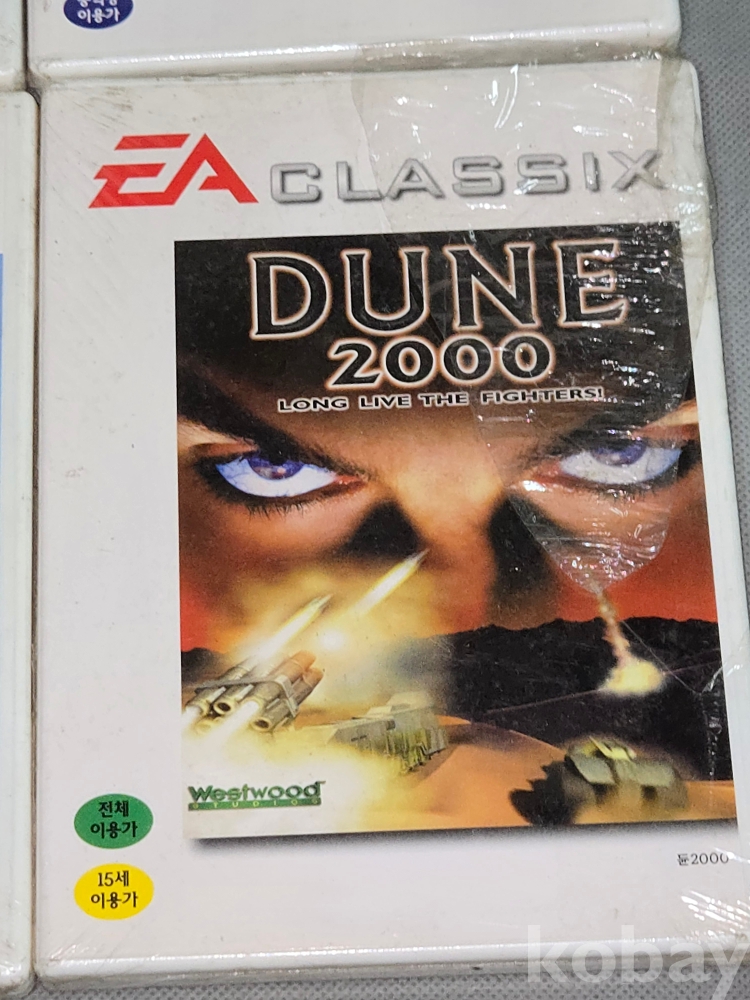 이용가
EA CLASSIX
DUNE
2000
LONG LIVE THE FIGHTERS!
Westwood
STUDIOS
전체
이용가
15세
이용가
듄2000
kobay